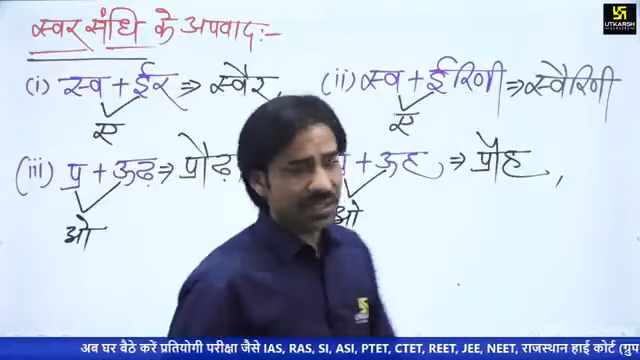 स्वर संधि के अपवाद:-
(i) स्व + ईर ⇒ स्वैर, (ii) स्व + ईरिणी ⇒ स्वैरिणी
ए ए
(iii) प्र + ऊढ़ ⇒ प्रौढ़ + ऊह ⇒ प्रौह,
ओ ओ
UTKARSH CLASSES
अब घर बैठे करें प्रतियोगी परीक्षा जैसे IAS, RAS, SI, ASI, PTET, CTET, REET, JEE, NEET, राजस्थान हाई कोर्ट (ग्रुप